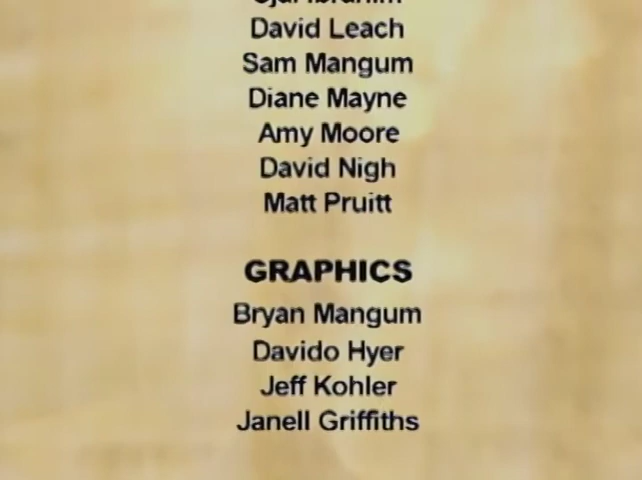 David Leach
Sam Mangum
Diane Mayne
Amy Moore
David Nigh
Matt Pruitt
GRAPHICS
Bryan Mangum
Davido Hyer
Jeff Kohler
Janell Griffiths